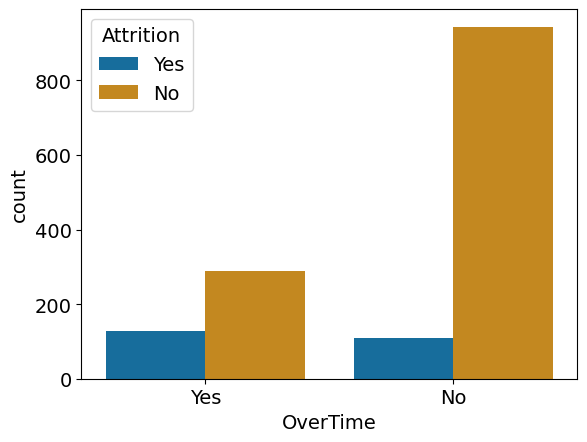 Attrition
Yes
No
800
600
400
200
0
count
Yes No
OverTime